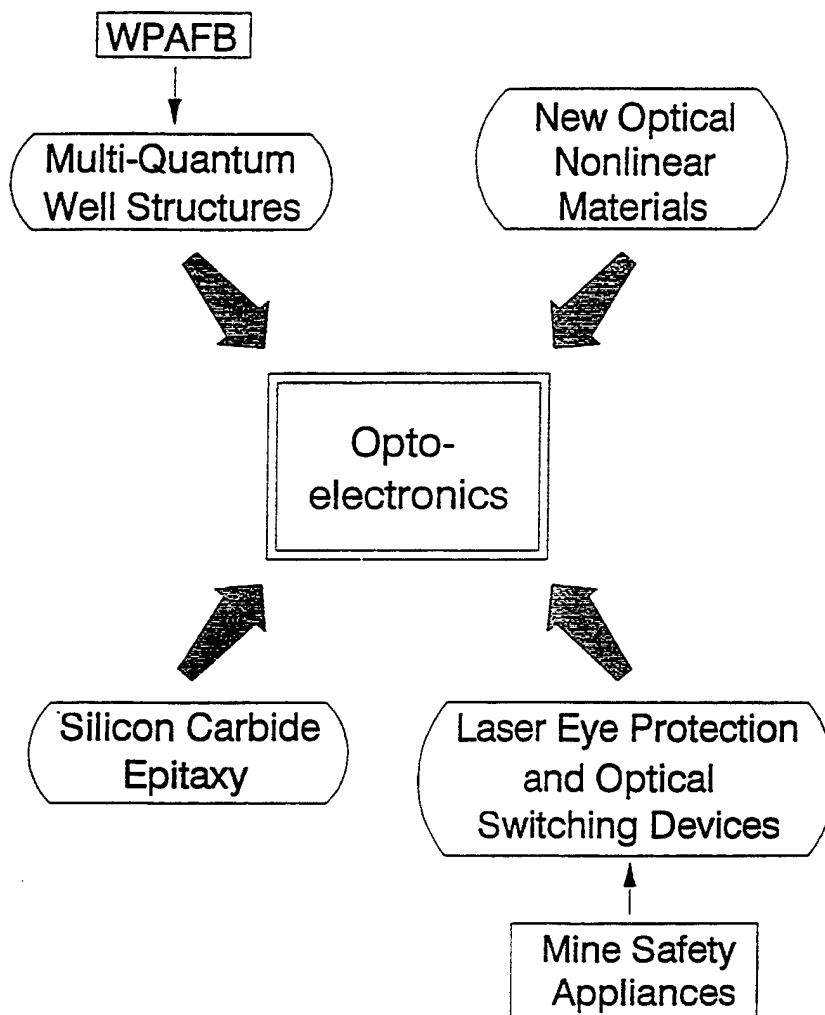 WPAFB
Multi-Quantum
Well Structures
New Optical
Nonlinear
Materials
Opto-
electronics
Silicon Carbide
Epitaxy
Laser Eye Protection
and Optical
Switching Devices
Mine Safety
Appliances